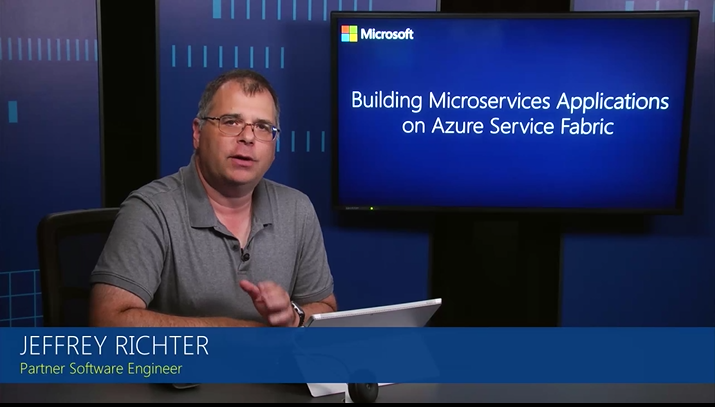 Microsoft
Building Microservices Applications
on Azure Service Fabric
JEFFREY RICHTER
Partner Software Engineer